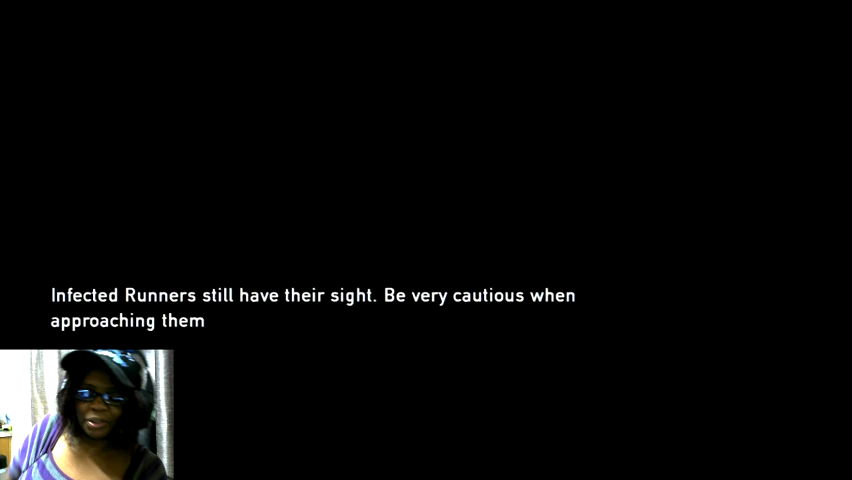 Infected Runners still have their sight. Be very cautious when
approaching them